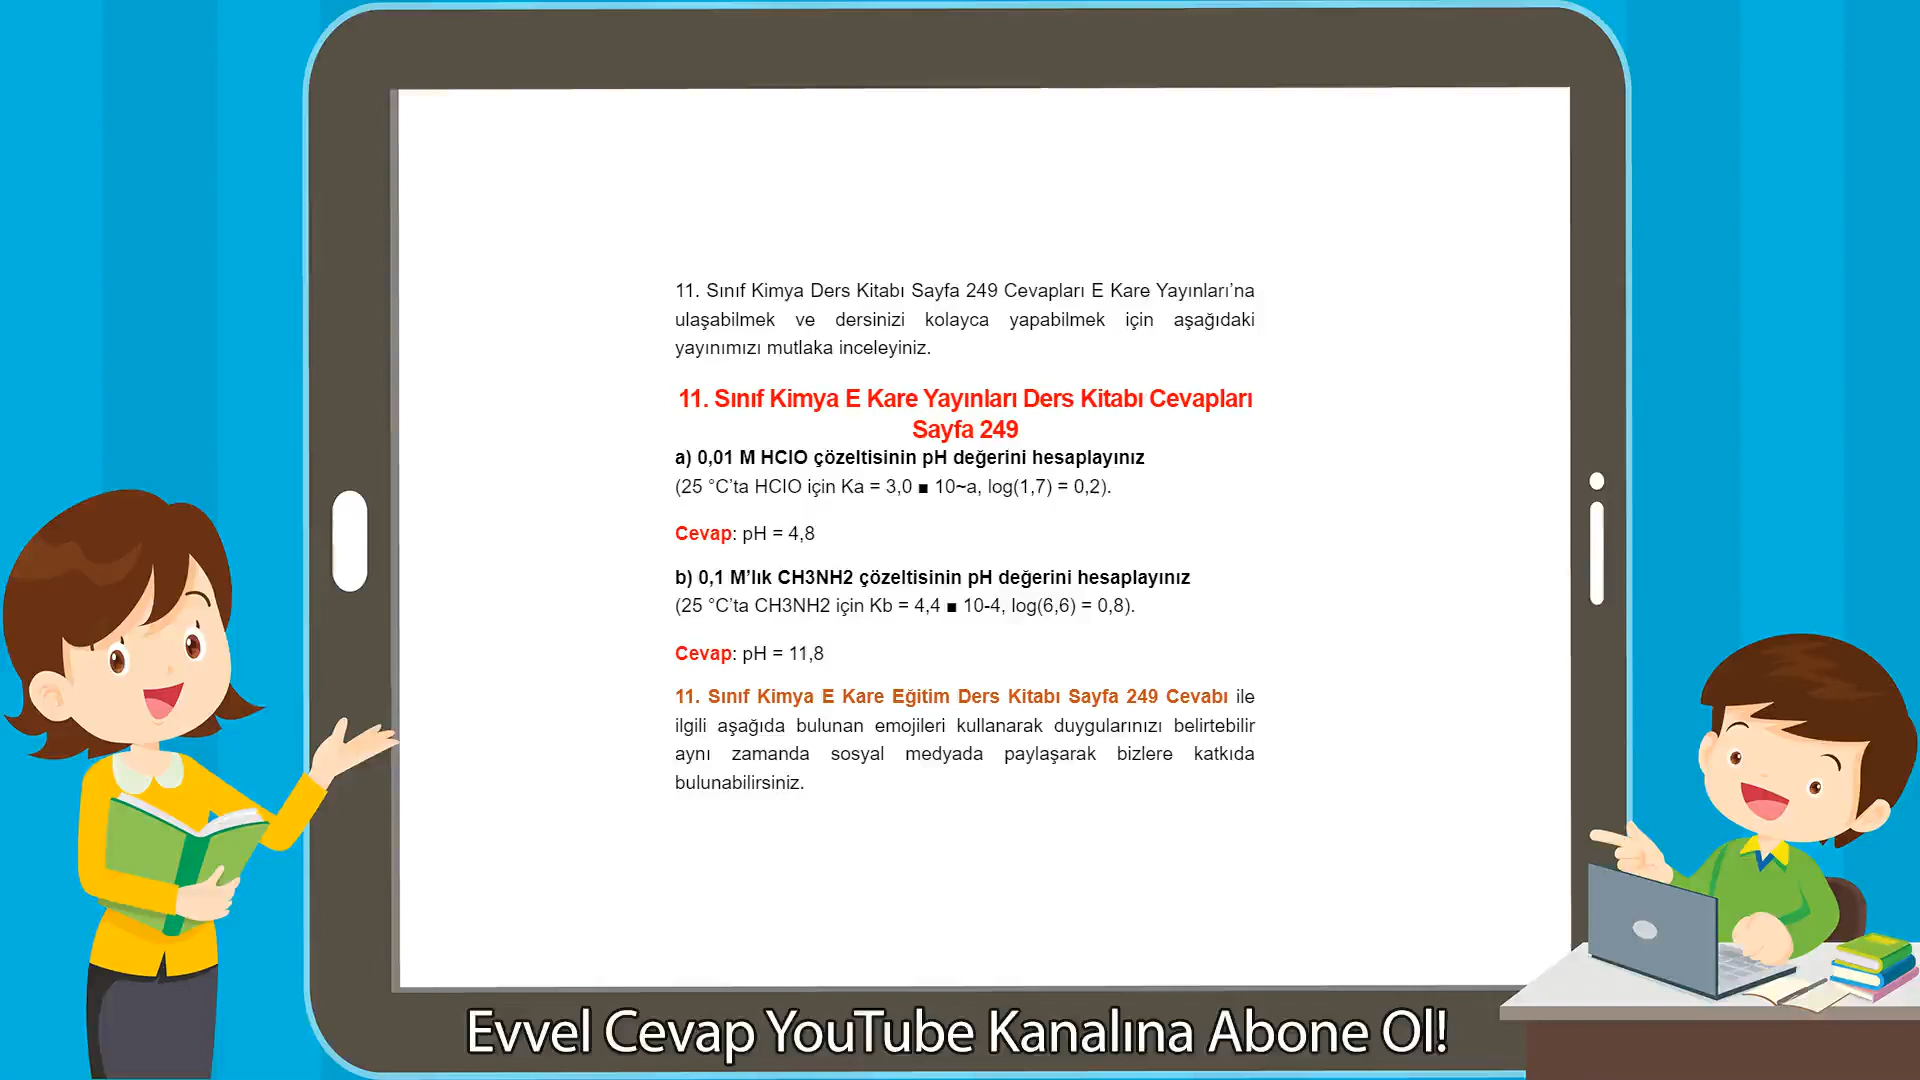 11. Sınıf Kimya Ders Kitabı Sayfa 249 Cevapları E Kare Yayınları’na
ulaşabilmek ve dersinizi kolayca yapabilmek için aşağıdaki
yayınımızı mutlaka inceleyiniz.
11. Sınıf Kimya E Kare Yayınları Ders Kitabı Cevapları
Sayfa 249
a) 0,01 M HClO çözeltisinin pH değerini hesaplayınız
(25 °C’ta HClO için Ka = 3,0 ■ 10~a, log(1,7) = 0,2).
Cevap: pH = 4,8
b) 0,1 M’lık CH3NH2 çözeltisinin pH değerini hesaplayınız
(25 °C’ta CH3NH2 için Kb = 4,4 ■ 10-4, log(6,6) = 0,8).
Cevap: pH = 11,8
11. Sınıf Kimya E Kare Eğitim Ders Kitabı Sayfa 249 Cevabı ile
ilgili aşağıda bulunan emojileri kullanarak duygularınızı belirtebilir
aynı zamanda sosyal medyada paylaşarak bizlere katkıda
bulunabilirsiniz.
Evvel Cevap YouTube Kanalına Abone Ol!